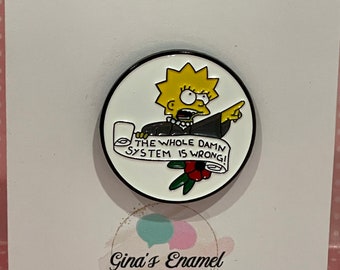 THE WHOLE DAMN
SYSTEM IS WRONG!
Gina's Enamel